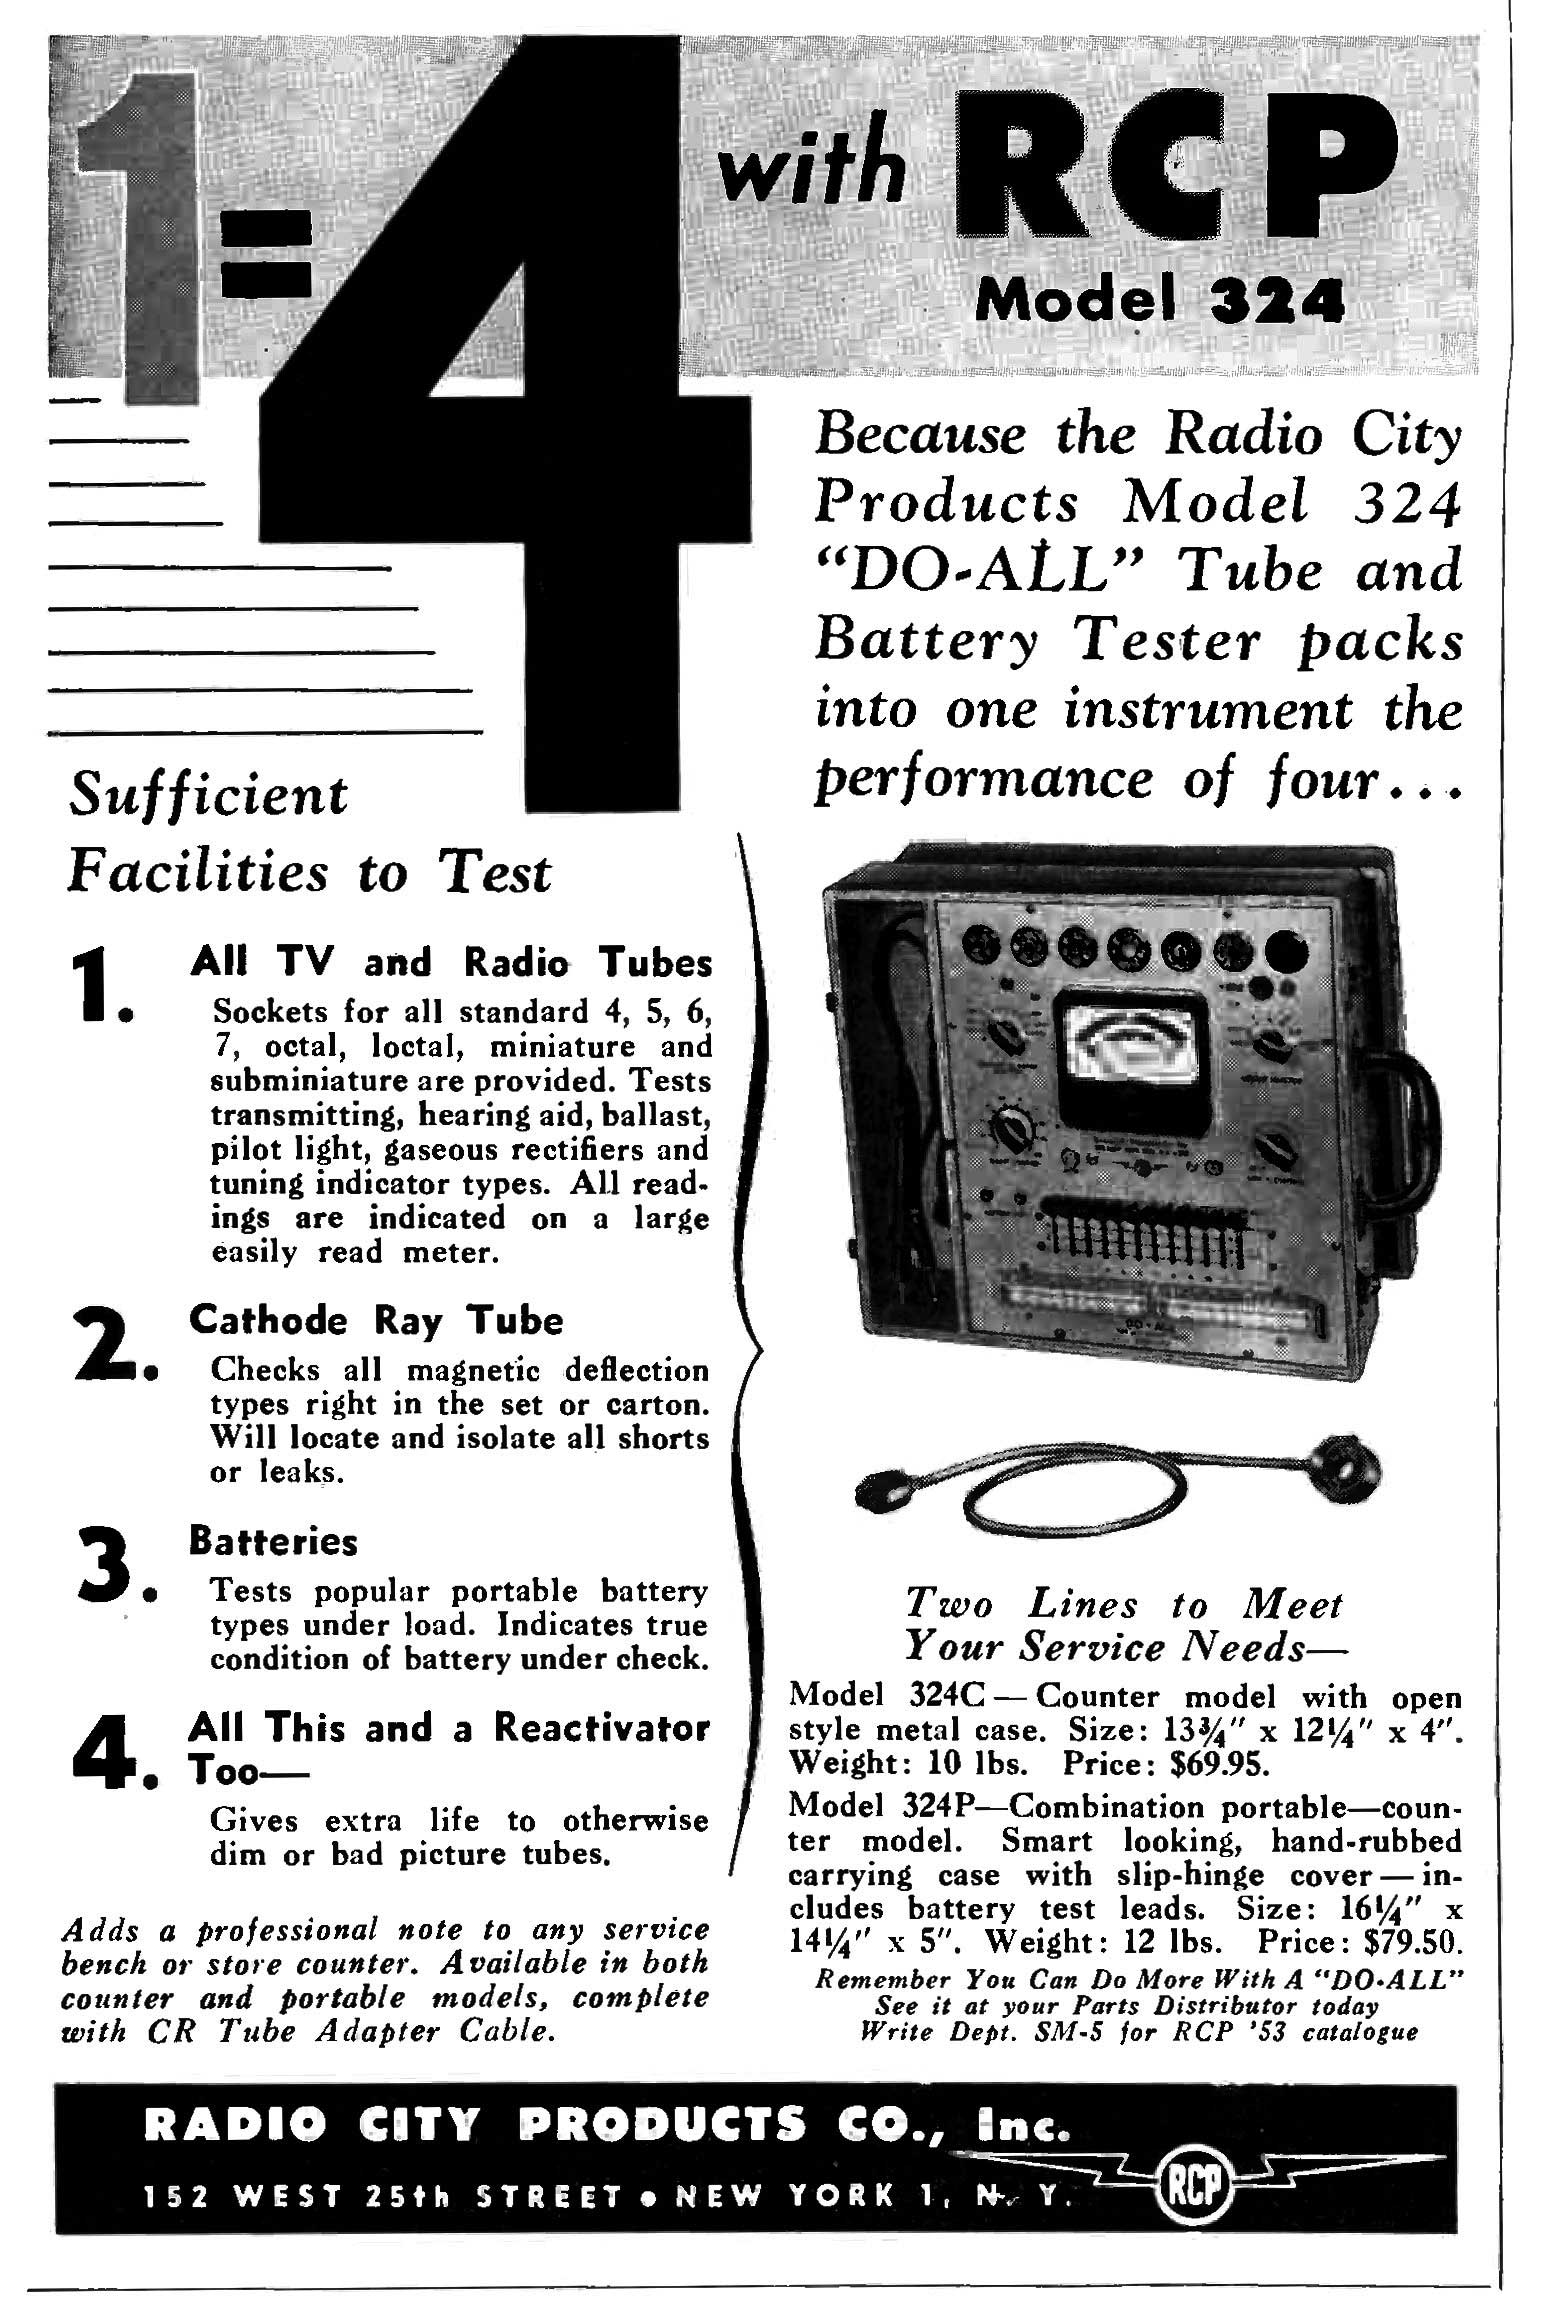 1=4 with RCP
Model 324
Because the Radio City
Products Model 324
“DO-ALL” Tube and
Battery Tester packs
into one instrument the
performance of four...
Sufficient
Facilities to Test
1. All TV and Radio Tubes
Sockets for all standard 4, 5, 6,
7, octal, loctal, miniature and
subminiature are provided. Tests
transmitting, hearing aid, ballast,
pilot light, gaseous rectifiers and
tuning indicator types. All read-
ings are indicated on a large
easily read meter.
2. Cathode Ray Tube
Checks all magnetic deflection
types right in the set or carton.
Will locate and isolate all shorts
or leaks.
3. Batteries
Tests popular portable battery
types under load. Indicates true
condition of battery under check.
4. All This and a Reactivator
Too—
Gives extra life to otherwise
dim or bad picture tubes.
Adds a professional note to any service
bench or store counter. Available in both
counter and portable models, complete
with CR Tube Adapter Cable.
Two Lines to Meet
Your Service Needs—
Model 324C — Counter model with open
style metal case. Size: 13¾″ x 12¼″ x 4″.
Weight: 10 lbs. Price: $69.95.
Model 324P—Combination portable—coun-
ter model. Smart looking, hand-rubbed
carrying case with slip-hinge cover — in-
cludes battery test leads. Size: 16¼″ x
14¼″ x 5″. Weight: 12 lbs. Price: $79.50.
Remember You Can Do More With A “DO-ALL”
See it at your Parts Distributor today
Write Dept. SM-5 for RCP ’53 catalogue
RADIO CITY PRODUCTS CO., Inc.
152 WEST 25th STREET • NEW YORK 1, N. Y.
RCP